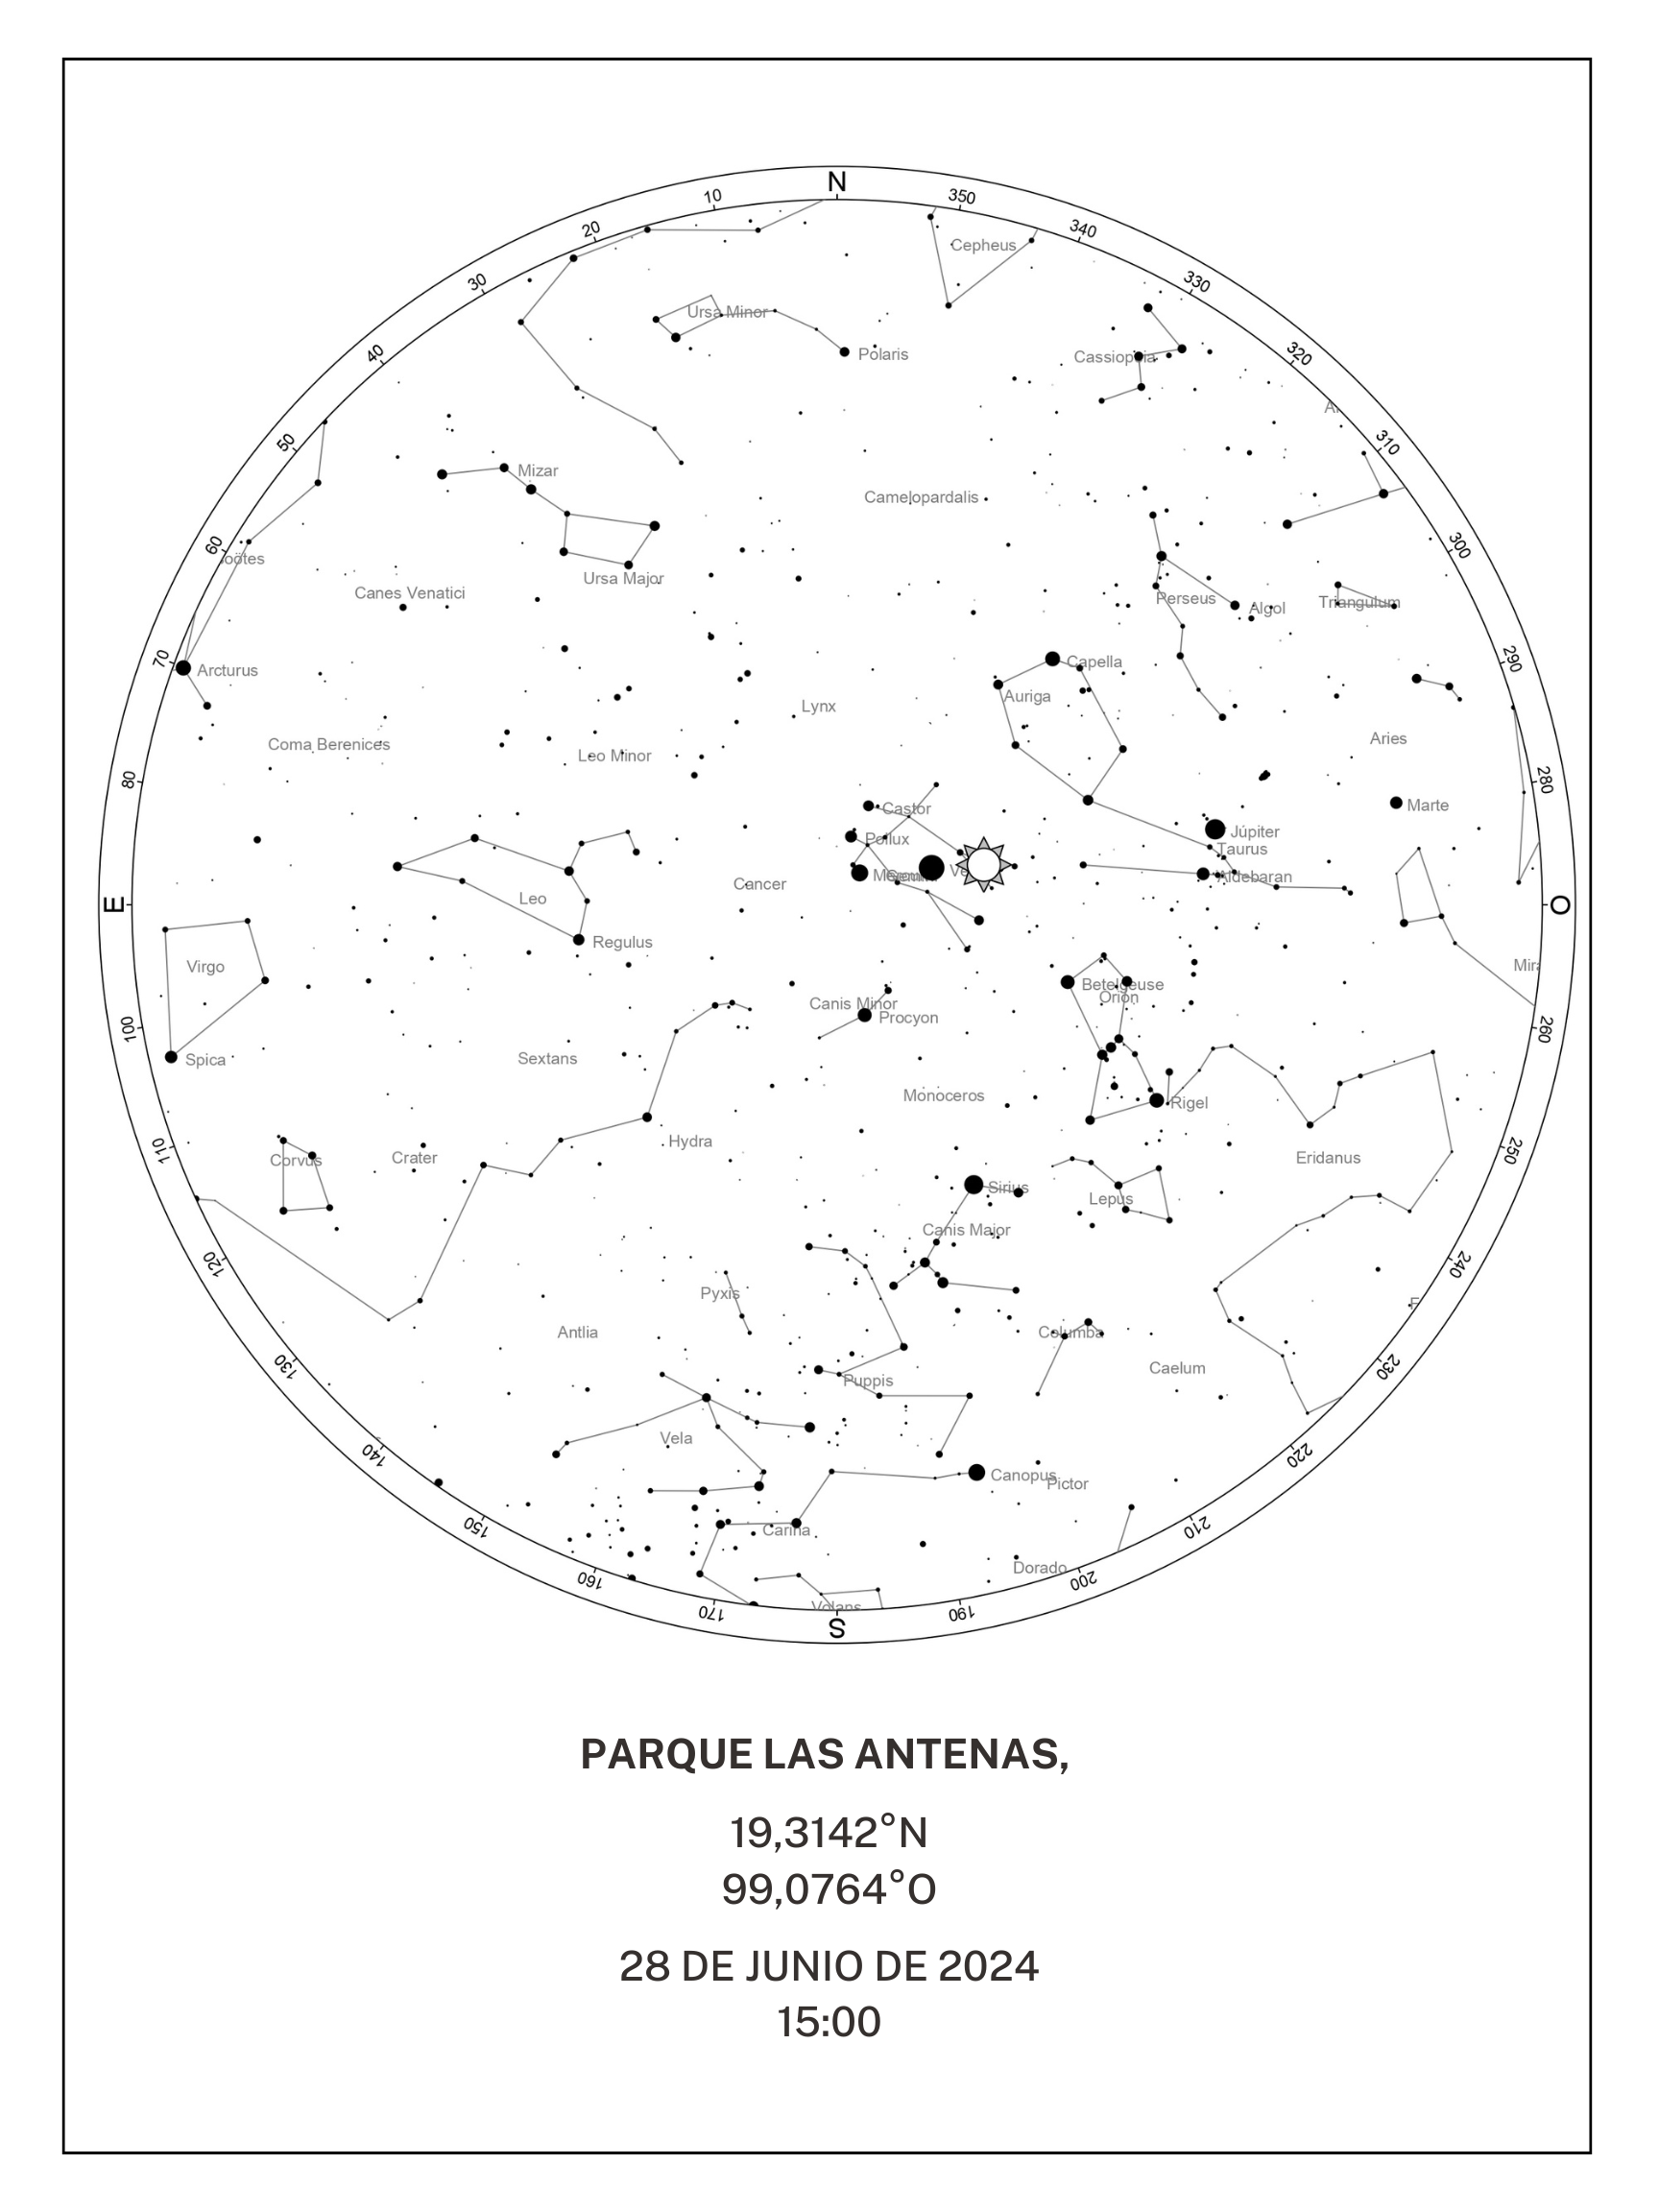 N
350
340
330
320
310
300
290
280
O
260
250
240
230
220
210
200
190
S
170
160
150
140
130
120
110
100
E
80
70
60
50
40
30
20
10
Cepheus
Ursa Minor
Polaris
Cassiopeia
Mizar
Camelopardalis
oötes
Ursa Major
Canes Venatici
Perseus
Algol
Triangulum
Arcturus
Capella
Auriga
Lynx
Coma Berenices
Leo Minor
Aries
Castor
Marte
Pollux
Júpiter
Taurus
Aldebaran
Cancer
Leo
Regulus
Virgo
Mira
Betelgeuse
Orion
Canis Minor
Procyon
Spica
Sextans
Monoceros
Rigel
Hydra
Corvus
Crater
Eridanus
Sirius
Lepus
Canis Major
Pyxis
Antlia
Columba
Caelum
Puppis
Vela
Canopus
Pictor
Carina
Dorado
Volans
PARQUE LAS ANTENAS,
19,3142°N
99,0764°O
28 DE JUNIO DE 2024
15:00